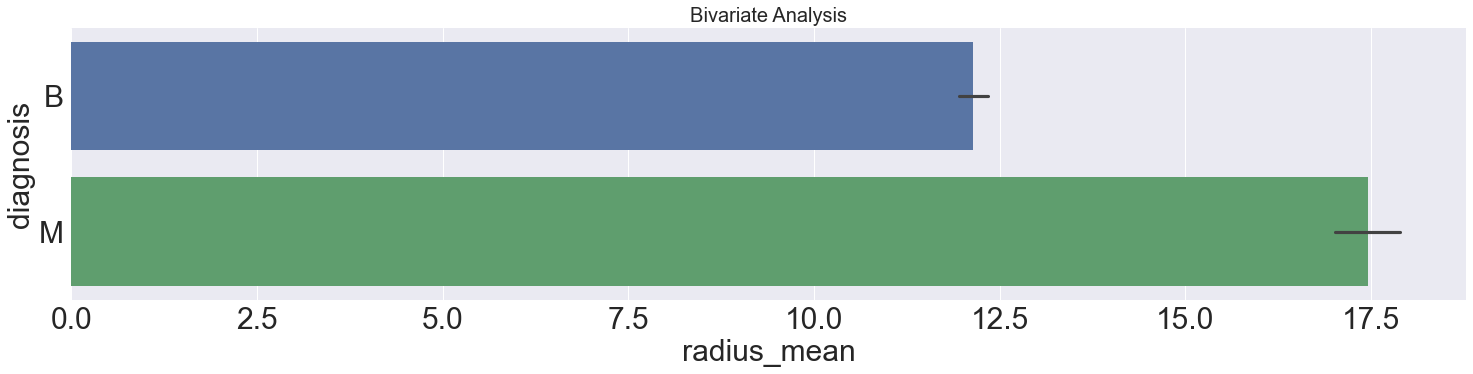 Bivariate Analysis
B
M
diagnosis
0.0 2.5 5.0 7.5 10.0 12.5 15.0 17.5
radius_mean